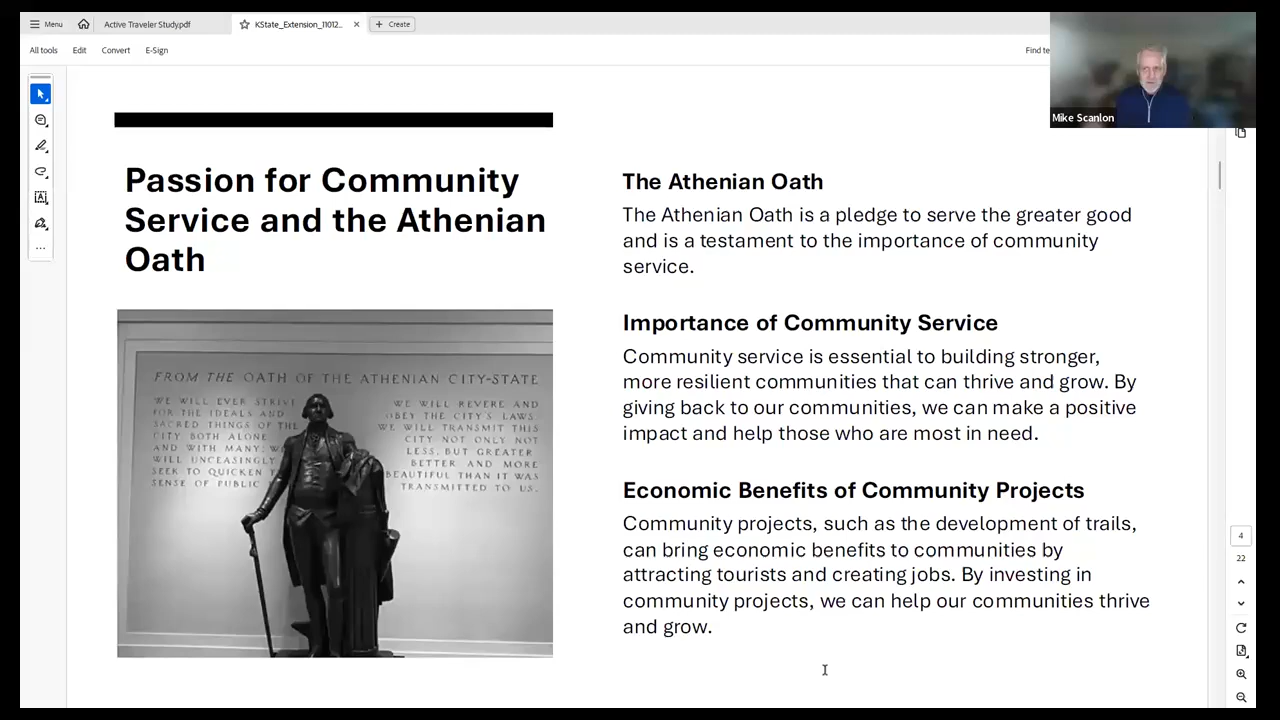 Menu
Active Traveler Study.pdf
KState_Extension_11012...
Create
All tools
Edit
Convert
E-Sign
Find te
Mike Scanlon
Passion for Community
Service and the Athenian
Oath
FROM THE OATH OF THE ATHENIAN CITY-STATE
WE WILL EVER STRIVE
FOR THE IDEALS AND
SACRED THINGS OF THE
CITY BOTH ALONE
AND WITH MANY; WE
WILL UNCEASINGLY
SEEK TO QUICKEN T
SENSE OF PUBLIC
WE WILL REVERE AND
OBEY THE CITY'S LAWS
WE WILL TRANSMIT THIS
CITY NOT ONLY NOT
LESS, BUT GREATER
BETTER AND MORE
BEAUTIFUL THAN IT WAS
TRANSMITTED TO US.
The Athenian Oath
The Athenian Oath is a pledge to serve the greater good
and is a testament to the importance of community
service.
Importance of Community Service
Community service is essential to building stronger,
more resilient communities that can thrive and grow. By
giving back to our communities, we can make a positive
impact and help those who are most in need.
Economic Benefits of Community Projects
Community projects, such as the development of trails,
can bring economic benefits to communities by
attracting tourists and creating jobs. By investing in
community projects, we can help our communities thrive
and grow.
4
22